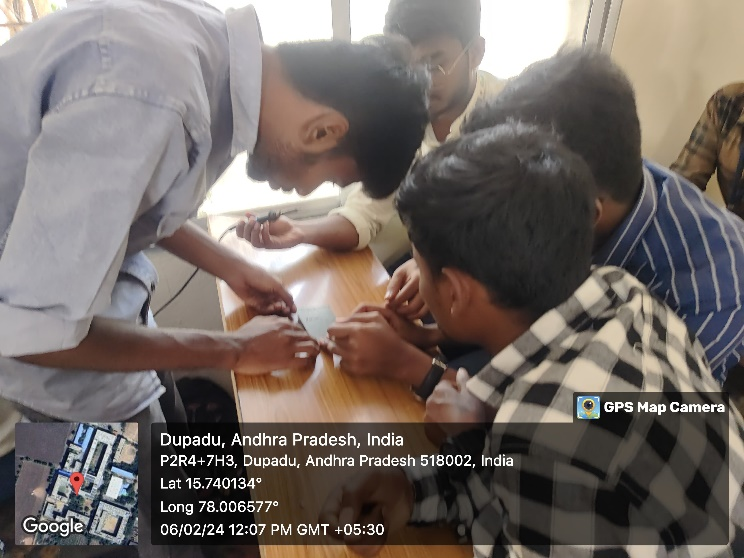 GPS Map Camera
Dupadu, Andhra Pradesh, India
P2R4+7H3, Dupadu, Andhra Pradesh 518002, India
Lat 15.740134°
Long 78.006577°
06/02/24 12:07 PM GMT +05:30
Google